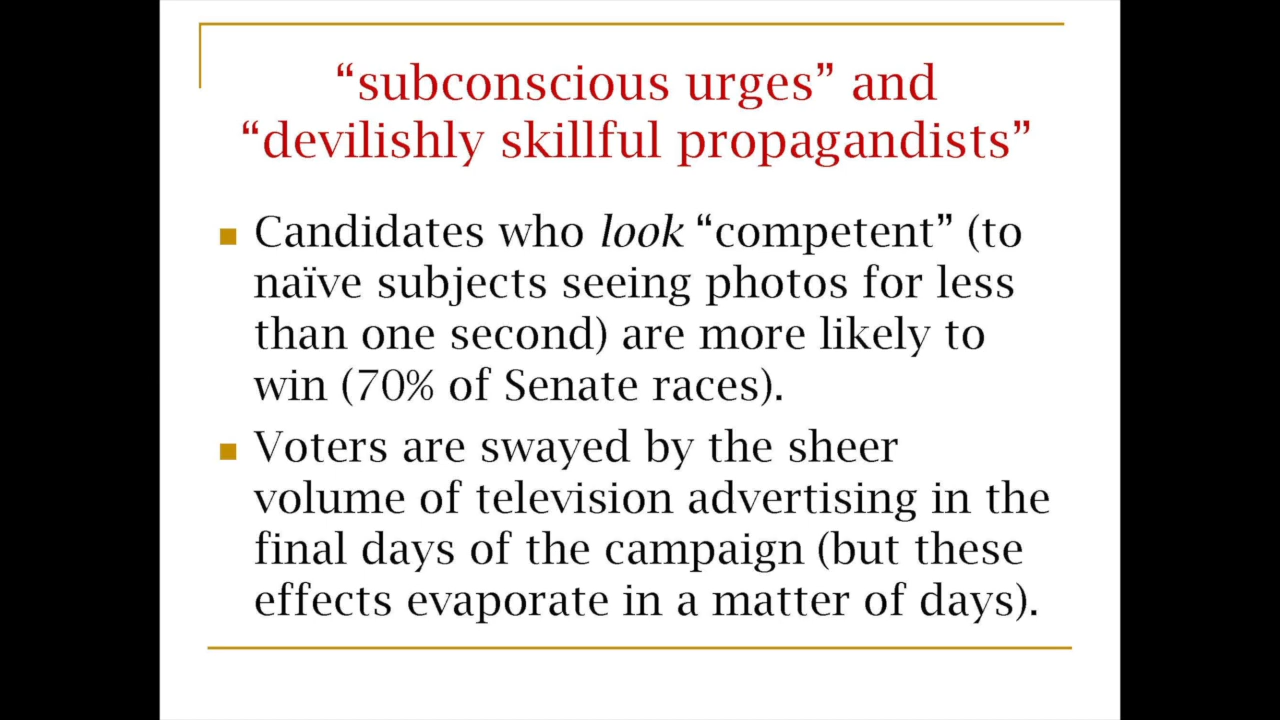 “subconscious urges” and
“devilishly skillful propagandists”
Candidates who look “competent” (to
naïve subjects seeing photos for less
than one second) are more likely to
win (70% of Senate races).
Voters are swayed by the sheer
volume of television advertising in the
final days of the campaign (but these
effects evaporate in a matter of days).